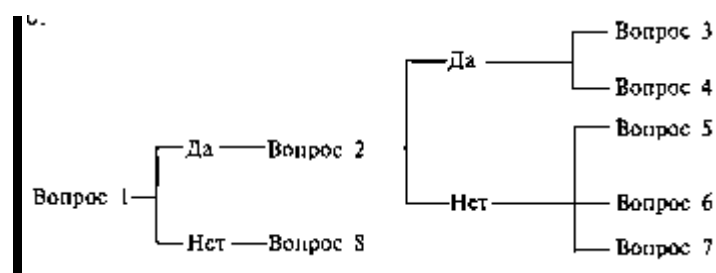 Вопрос 3
Да
Вопрос 4
Вопрос 5
Да Вопрос 2
Вопрос 1
Нет Вопрос 6
Нет Вопрос 8
Вопрос 7